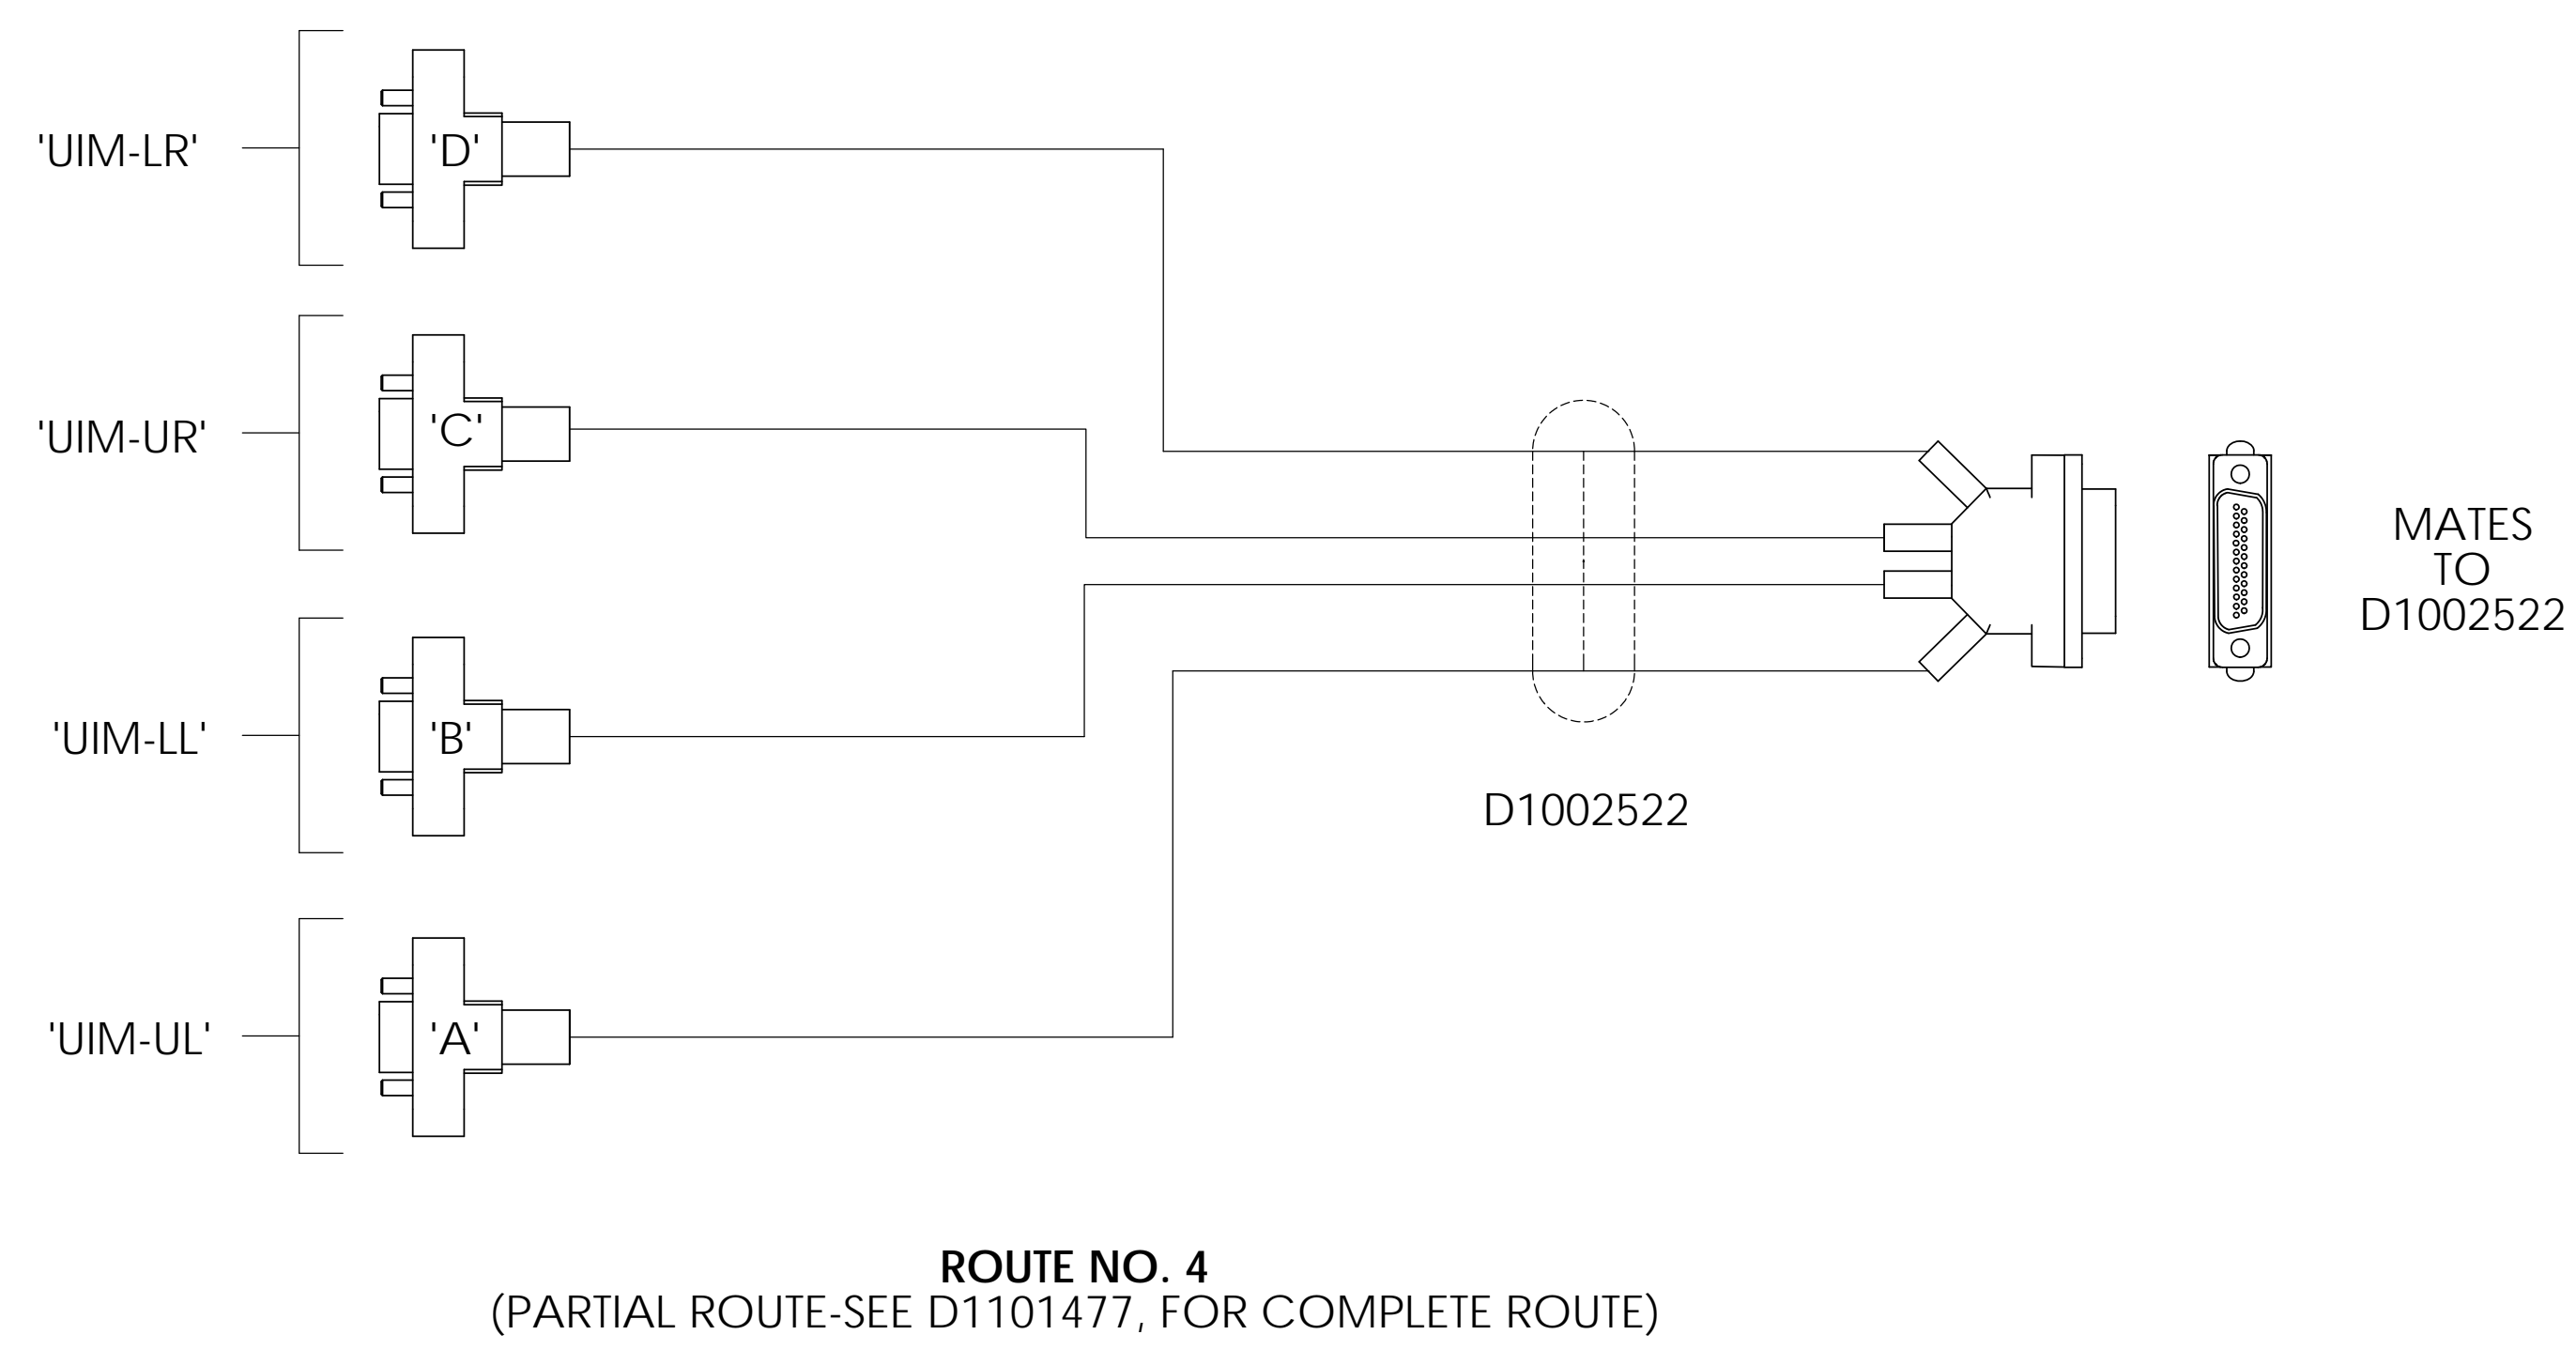 'UIM-LR'
'D'
'UIM-UR'
'C'
MATES
TO
D1002522
'UIM-LL'
'B'
D1002522
'UIM-UL'
'A'
ROUTE NO. 4
(PARTIAL ROUTE-SEE D1101477, FOR COMPLETE ROUTE)